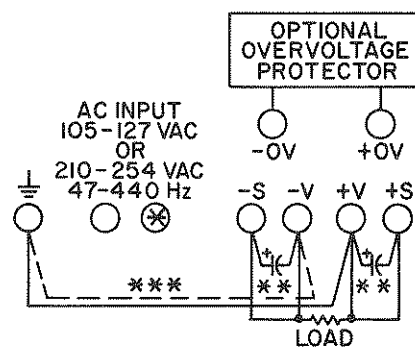 OPTIONAL
OVERVOLTAGE
PROTECTOR
AC INPUT
105-127 VAC
OR
210-254 VAC
47-440 Hz
-OV +OV
-S -V +V +S
*
+ +
*** ** **
LOAD